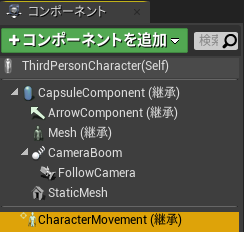 コンポーネント
+コンポーネントを追加
検索
ThirdPersonCharacter(Self)
CapsuleComponent (継承)
ArrowComponent (継承)
Mesh (継承)
CameraBoom
FollowCamera
StaticMesh
CharacterMovement (継承)